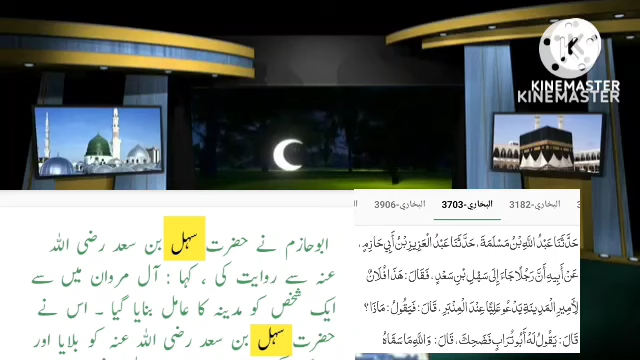 KINEMASTER
KINEMASTER
البخاري-3906
البخاري-3703
البخاري-3182
حَدَّثَنَا عَبْدُ اللَّهِ بْنُ مَسْلَمَةَ، حَدَّثَنَا عَبْدُ الْعَزِيزِ بْنُ أَبِي حَازِمٍ،
عَنْ أَبِيهِ أَنَّ رَجُلًا جَاءَ إِلَى سَهْلِ بْنِ سَعْدٍ، فَقَالَ: هَذَا فُلَانٌ
لِأَمِيرِ الْمَدِينَةِ يَدْعُو عَلِيًّا عِنْدَ الْمِنْبَرِ، قَالَ: فَيَقُولُ: مَاذَا؟
قَالَ: يَقُولُ لَهُ أَبُو تُرَابٍ فَضَحِكَ، قَالَ: وَاللَّهِ مَا سَمَّاهُ
ابوحازم نے حضرت سہل بن سعد رضی اللہ
عنہ سے روایت کی ، کہا : آل مروان میں سے
ایک شخص کو مدینہ کا عامل بنایا گیا ۔ اس نے
حضرت سہل بن سعد رضی اللہ عنہ کو بلایا اور